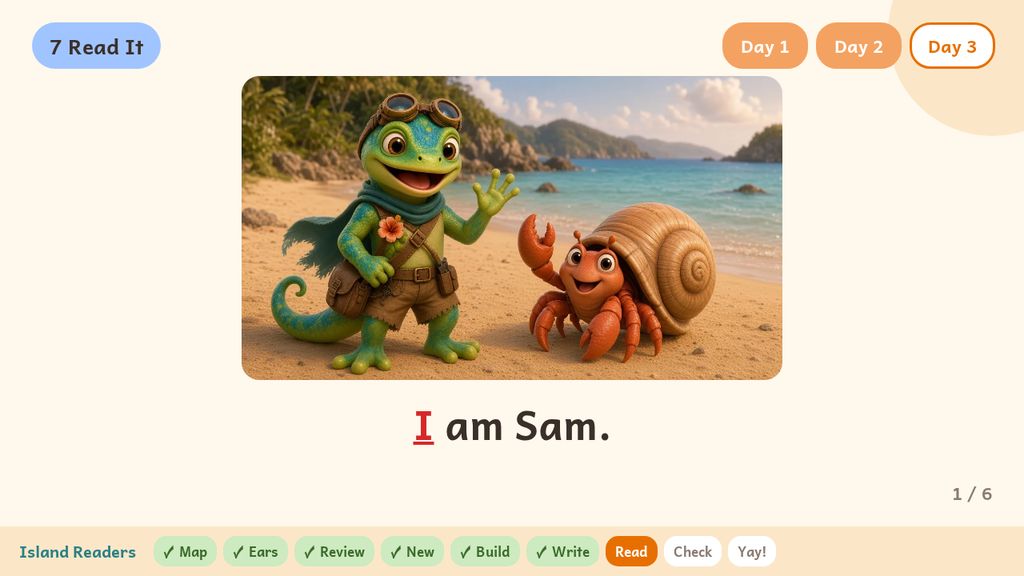 7 Read It
Day 1
Day 2
Day 3
I am Sam.
1 / 6
Island Readers
✓ Map
✓ Ears
✓ Review
✓ New
✓ Build
✓ Write
Read
Check
Yay!